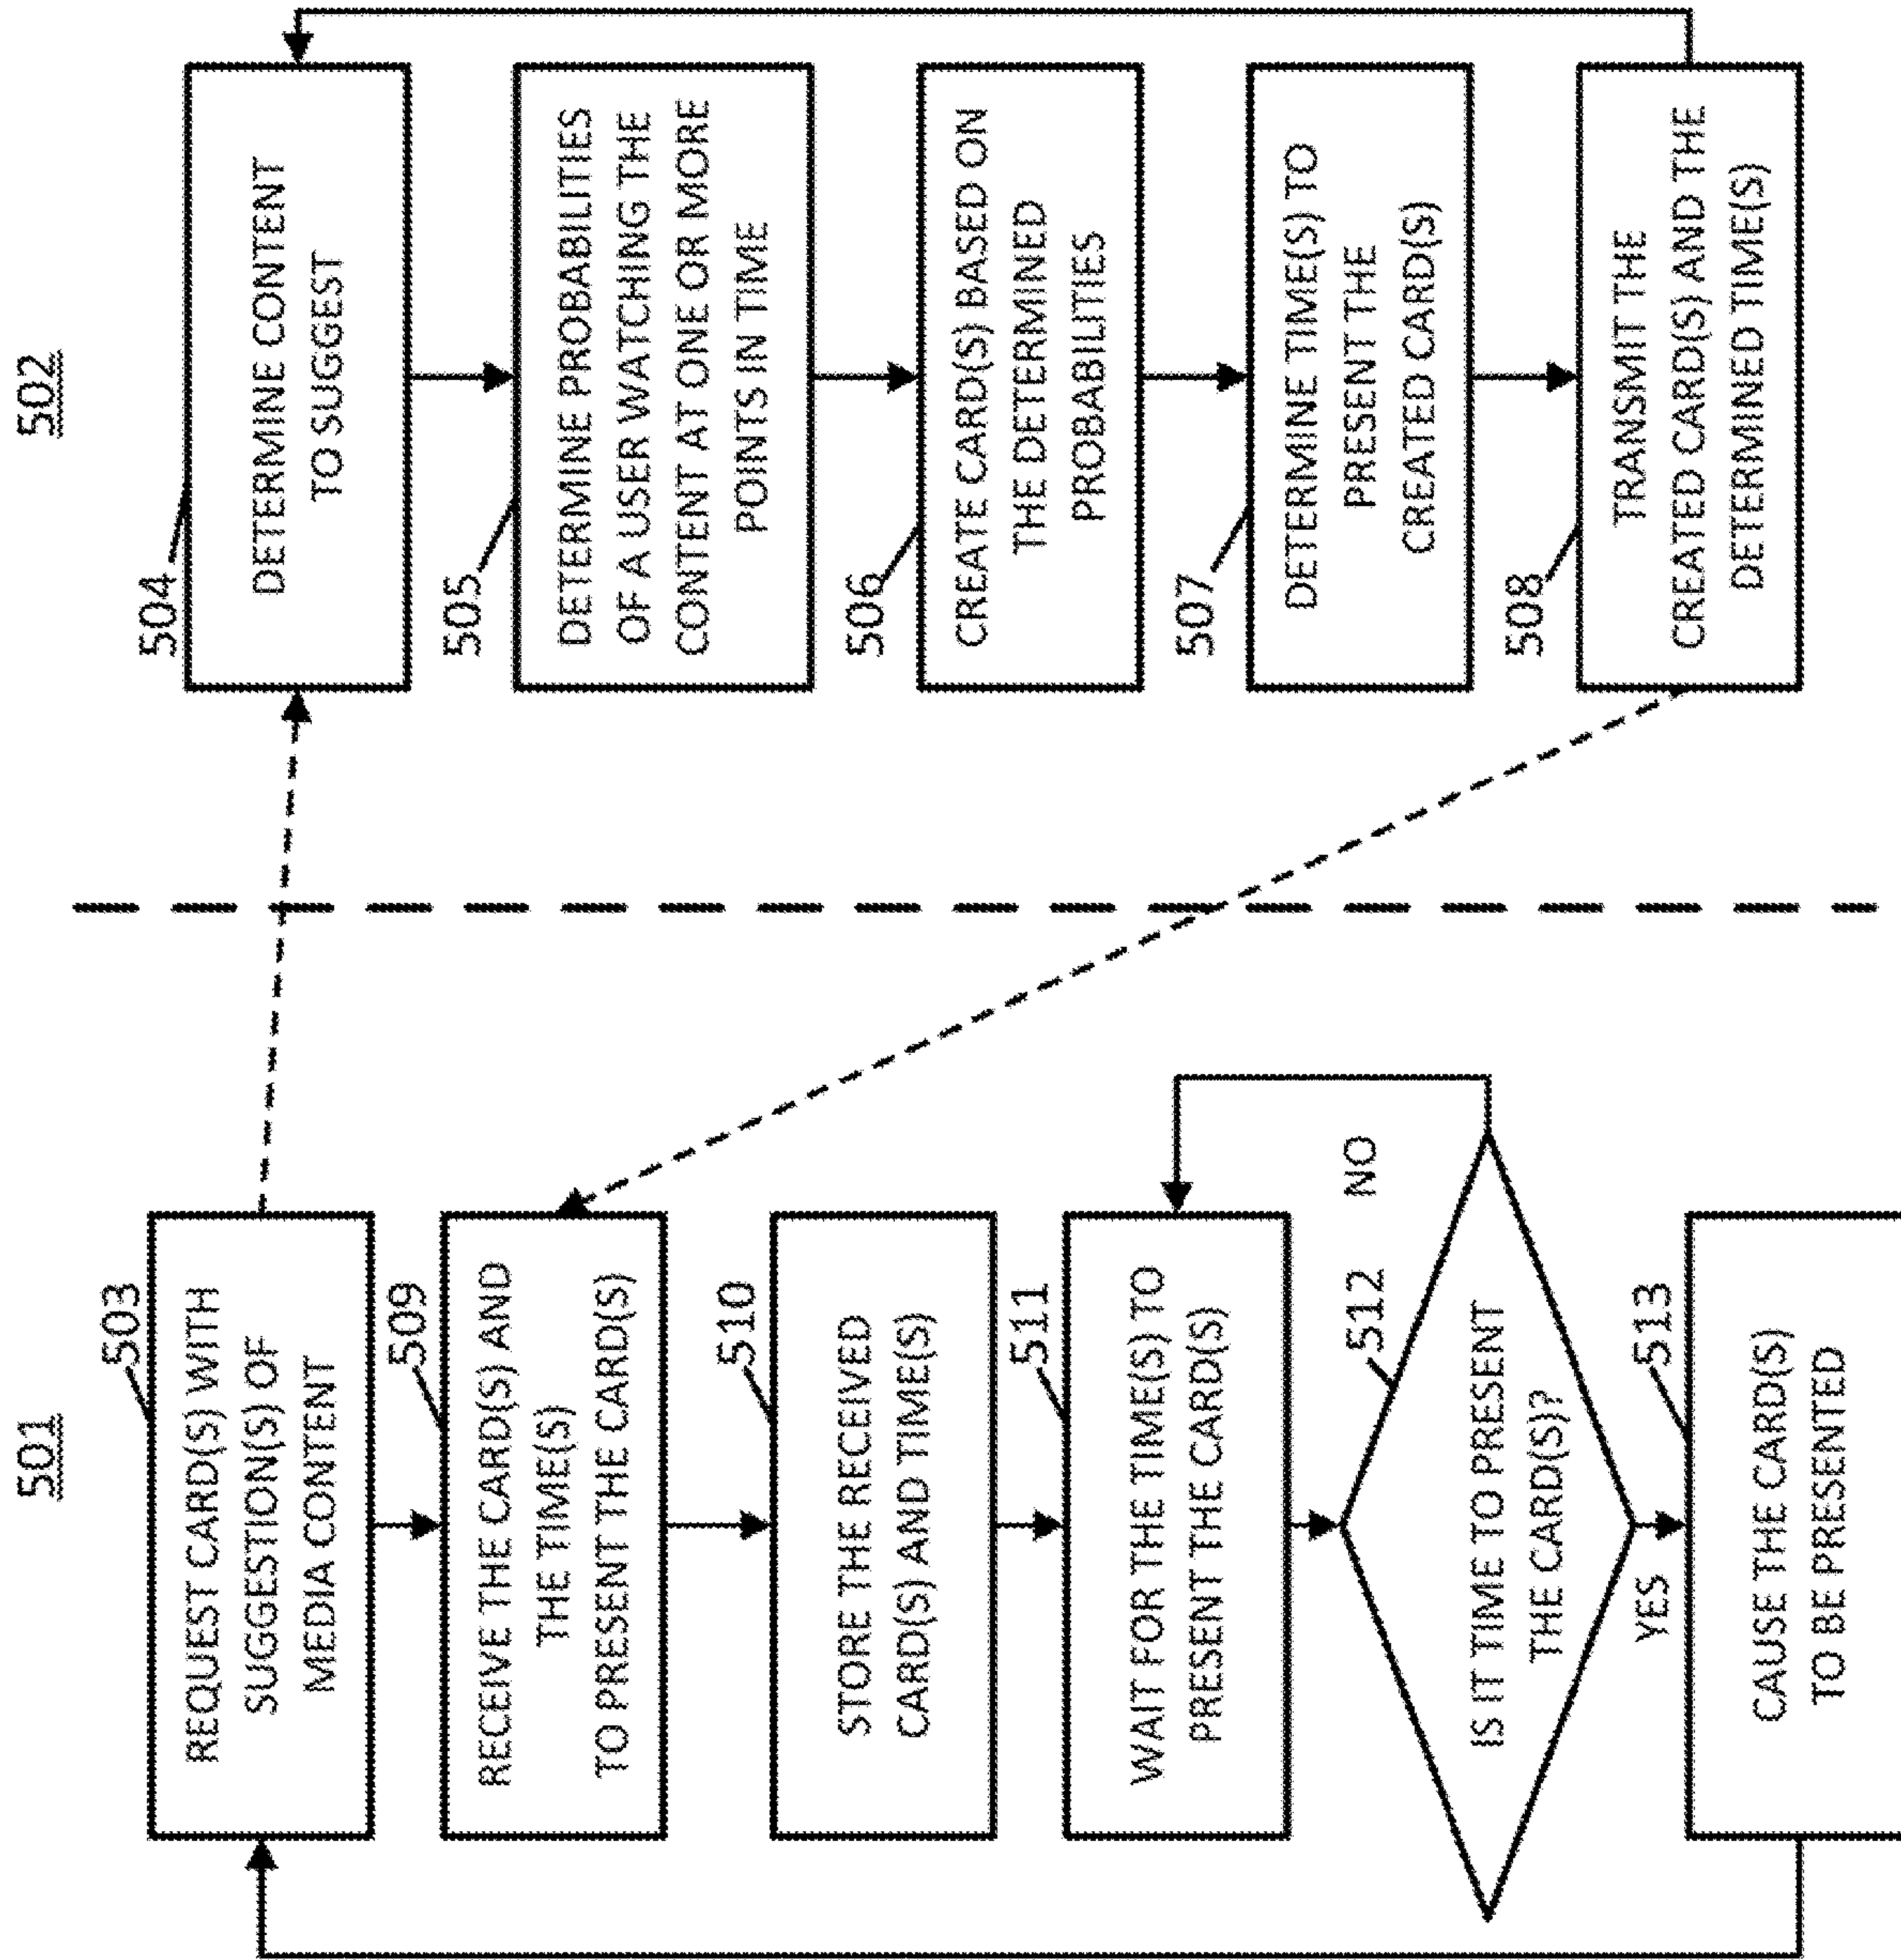 501
503
REQUEST CARD(S) WITH
SUGGESTION(S) OF
MEDIA CONTENT
509
RECEIVE THE CARD(S) AND
THE TIME(S)
TO PRESENT THE CARD(S)
510
STORE THE RECEIVED
CARD(S) AND TIME(S)
511
WAIT FOR THE TIME(S) TO
PRESENT THE CARD(S)
512
IS IT TIME TO PRESENT
THE CARD(S)?
NO
YES
513
CAUSE THE CARD(S)
TO BE PRESENTED
502
504
DETERMINE CONTENT
TO SUGGEST
505
DETERMINE PROBABILITIES
OF A USER WATCHING THE
CONTENT AT ONE OR MORE
POINTS IN TIME
506
CREATE CARD(S) BASED ON
THE DETERMINED
PROBABILITIES
507
DETERMINE TIME(S) TO
PRESENT THE
CREATED CARD(S)
508
TRANSMIT THE
CREATED CARD(S) AND THE
DETERMINED TIME(S)